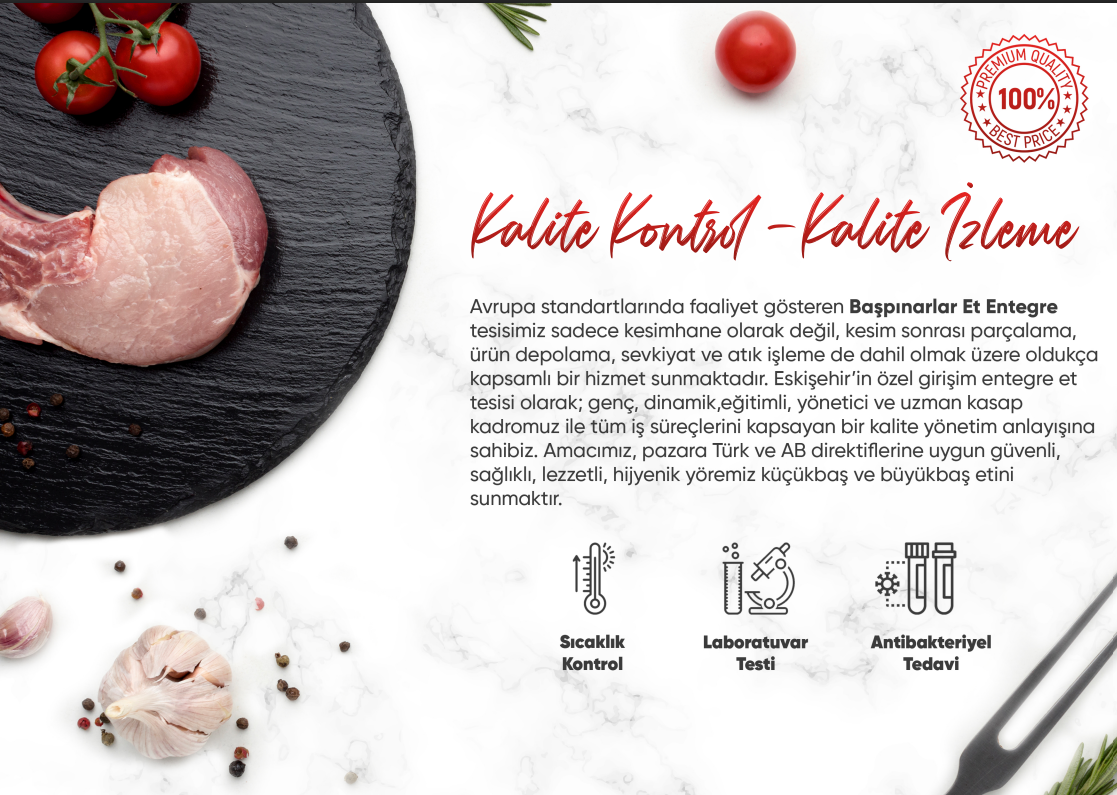 PREMIUM QUALITY
100%
BEST PRICE
Kalite Kontrol - Kalite İzleme
Avrupa standartlarında faaliyet gösteren Başpınarlar Et Entegre
tesisimiz sadece kesimhane olarak değil, kesim sonrası parçalama,
ürün depolama, sevkiyat ve atık işleme de dahil olmak üzere oldukça
kapsamlı bir hizmet sunmaktadır. Eskişehir'in özel girişim entegre et
tesisi olarak; genç, dinamik,eğitimli, yönetici ve uzman kasap
kadromuz ile tüm iş süreçlerini kapsayan bir kalite yönetim anlayışına
sahibiz. Amacımız, pazara Türk ve AB direktiflerine uygun güvenli,
sağlıklı, lezzetli, hijyenik yöremiz küçükbaş ve büyükbaş etini
sunmaktır.
Sıcaklık
Kontrol
Laboratuvar
Testi
Antibakteriyel
Tedavi